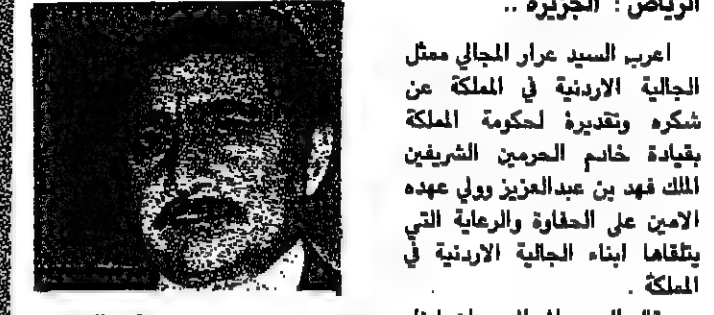 الرياض : الجزيرة ..
اعرب السيد عرار المجالي ممثل
الجالية الاردنية في المملكة عن
شكره وتقديرة لحكومة المملكة
بقيادة خادم الحرمين الشريفين
الملك فهد بن عبدالعزيز وولي عهده
الامين على الحفاوة والرعاية التي
يتلقاها ابناء الجالية الاردنية في
المملكة .